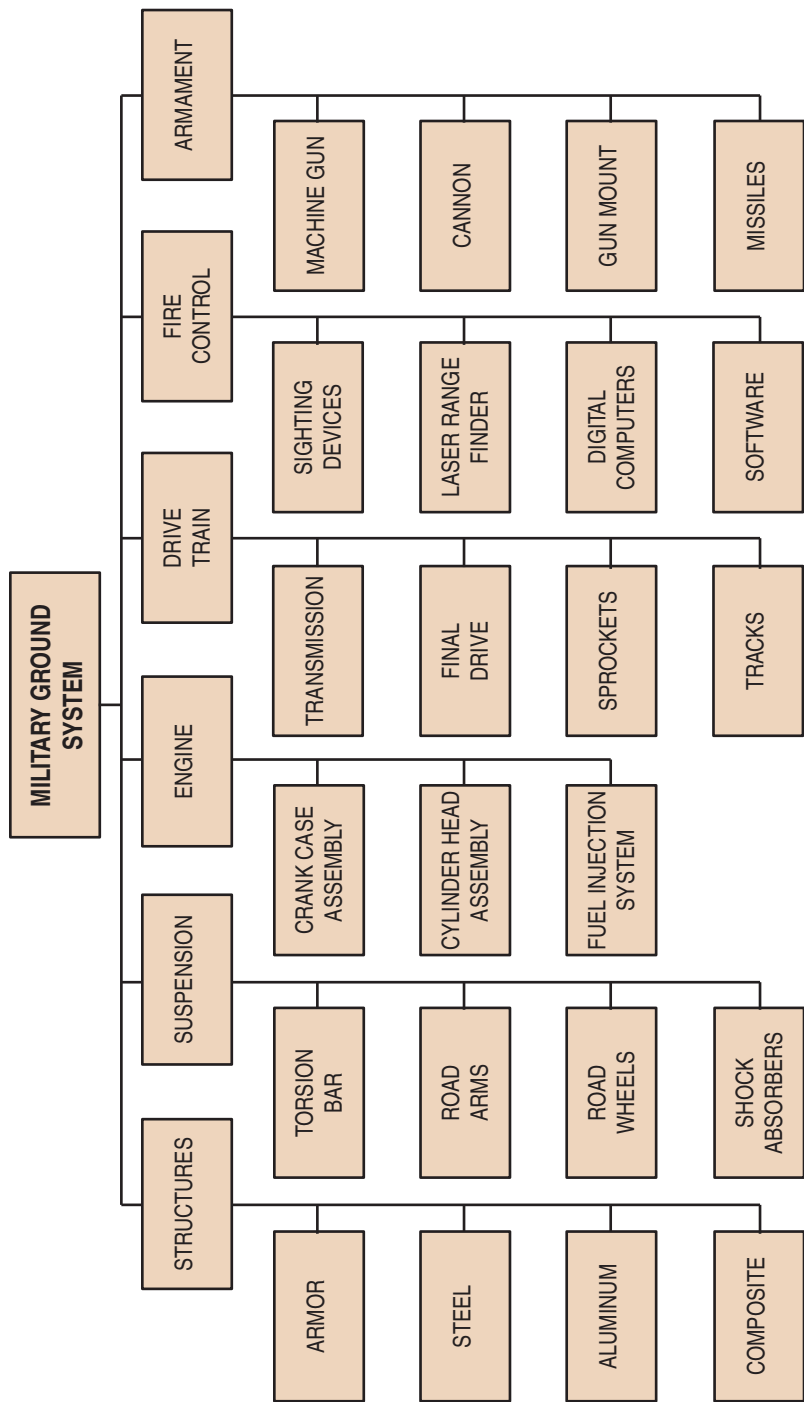 MILITARY GROUND
SYSTEM
STRUCTURES
ARMOR
STEEL
ALUMINUM
COMPOSITE
SUSPENSION
TORSION
BAR
ROAD
ARMS
ROAD
WHEELS
SHOCK
ABSORBERS
ENGINE
CRANK CASE
ASSEMBLY
CYLINDER HEAD
ASSEMBLY
FUEL INJECTION
SYSTEM
DRIVE
TRAIN
TRANSMISSION
FINAL
DRIVE
SPROCKETS
TRACKS
FIRE
CONTROL
SIGHTING
DEVICES
LASER RANGE
FINDER
DIGITAL
COMPUTERS
SOFTWARE
ARMAMENT
MACHINE GUN
CANNON
GUN MOUNT
MISSILES